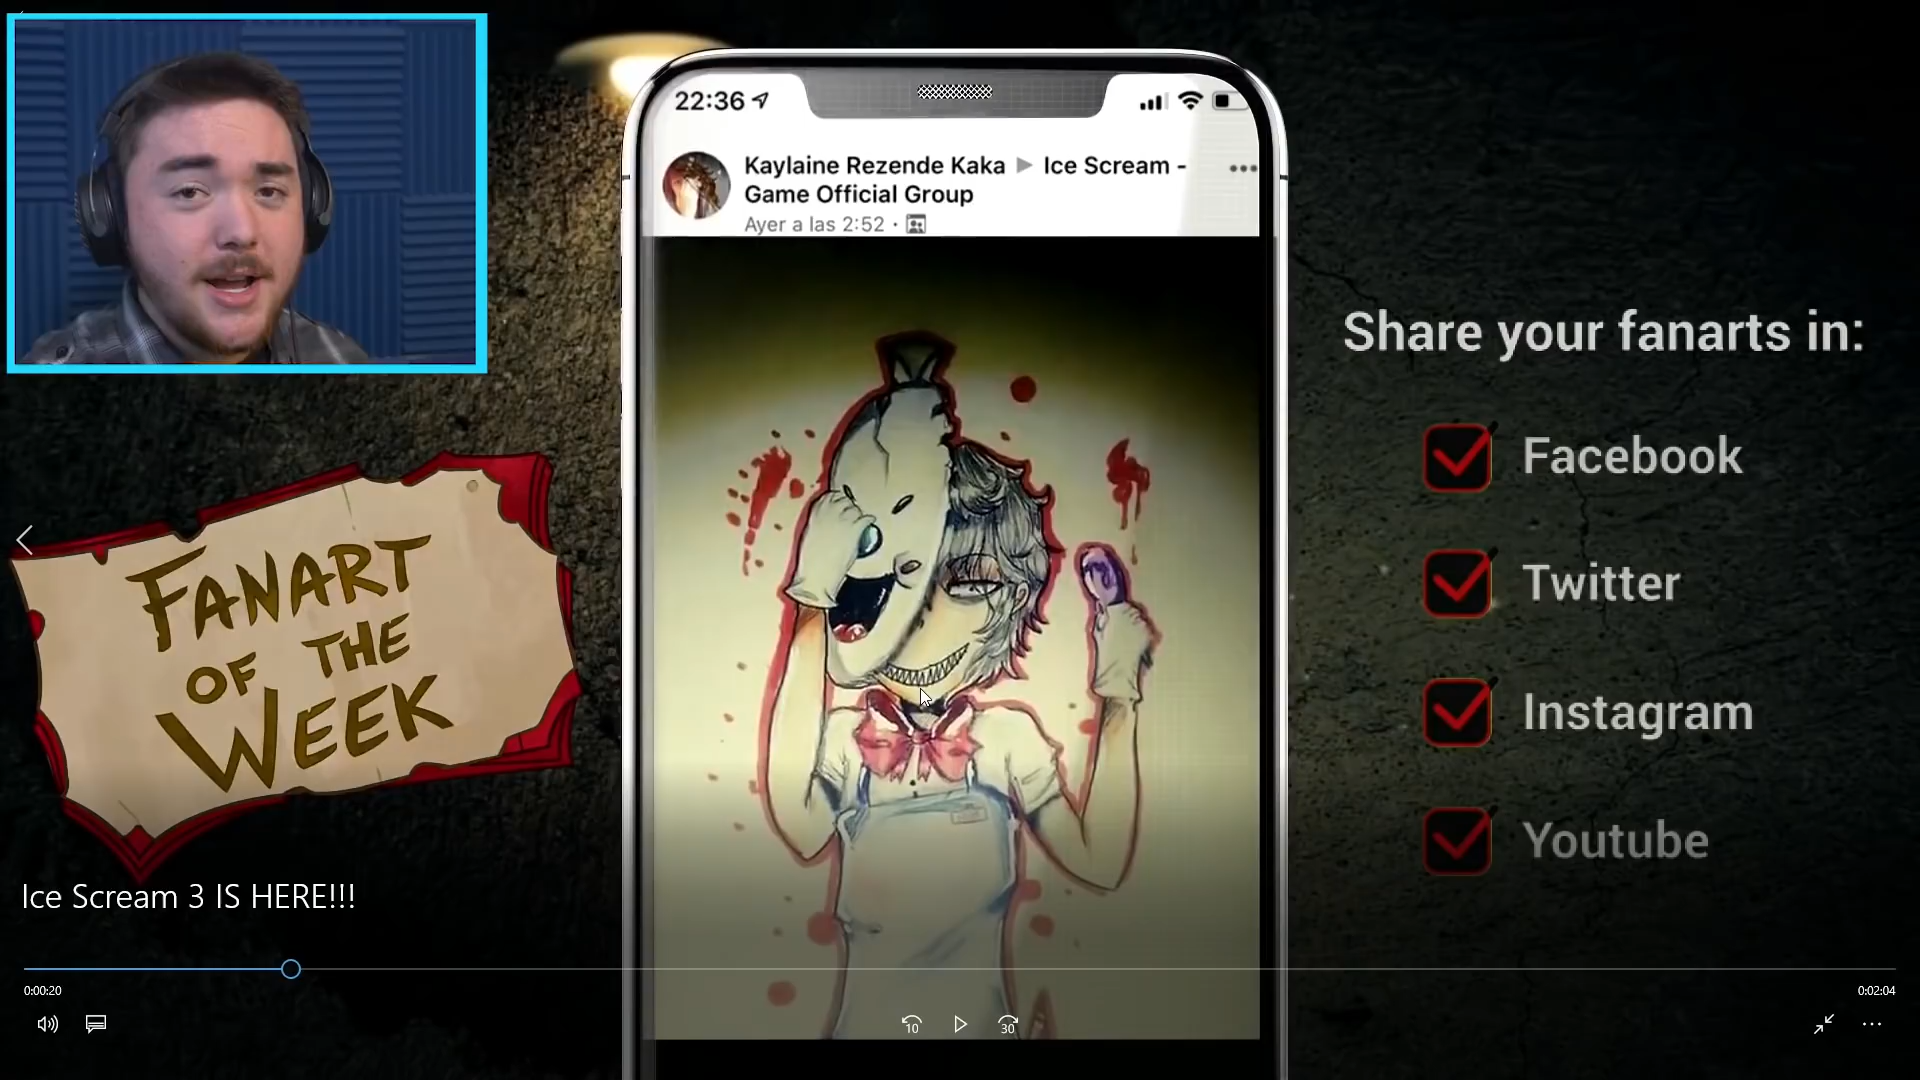 22:36
Kaylaine Rezende Kaka ▶ Ice Scream -
Game Official Group
Ayer a las 2:52 ·
Share your fanarts in:
Facebook
Twitter
Instagram
Youtube
FANART
OF THE
WEEK
Ice Scream 3 IS HERE!!!
0:00:20
0:02:04
10
30